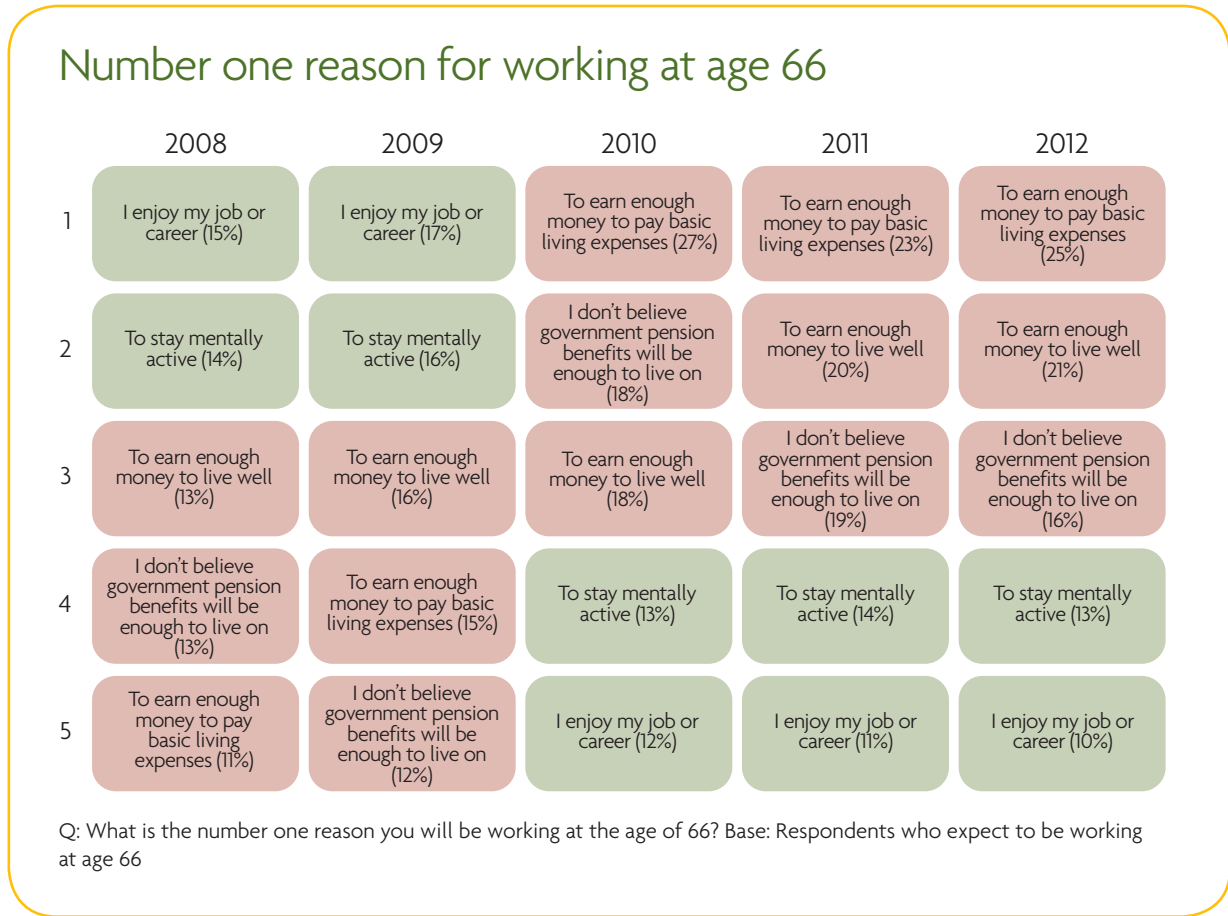 Number one reason for working at age 66
2008 2009 2010 2011 2012
1
I enjoy my job or
career (15%)
I enjoy my job or
career (17%)
To earn enough
money to pay basic
living expenses (27%)
To earn enough
money to pay basic
living expenses (23%)
To earn enough
money to pay basic
living expenses
(25%)
2
To stay mentally
active (14%)
To stay mentally
active (16%)
I don't believe
government pension
benefits will be
enough to live on
(18%)
To earn enough
money to live well
(20%)
To earn enough
money to live well
(21%)
3
To earn enough
money to live well
(13%)
To earn enough
money to live well
(16%)
To earn enough
money to live well
(18%)
I don't believe
government pension
benefits will be
enough to live on
(19%)
I don't believe
government pension
benefits will be
enough to live on
(16%)
4
I don't believe
government pension
benefits will be
enough to live on
(13%)
To earn enough
money to pay basic
living expenses (15%)
To stay mentally
active (13%)
To stay mentally
active (14%)
To stay mentally
active (13%)
5
To earn enough
money to pay
basic living
expenses (11%)
I don't believe
government pension
benefits will be
enough to live on
(12%)
I enjoy my job or
career (12%)
I enjoy my job or
career (11%)
I enjoy my job or
career (10%)
Q: What is the number one reason you will be working at the age of 66? Base: Respondents who expect to be working
at age 66